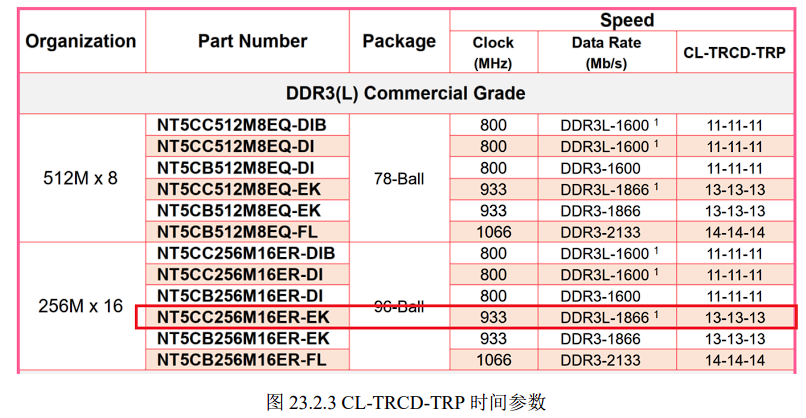 Organization Part Number Package Speed
Clock (MHz) Data Rate (Mb/s) CL-TRCD-TRP
DDR3(L) Commercial Grade
512M x 8 78-Ball
NT5CC512M8EQ-DIB 800 DDR3L-1600 1 11-11-11
NT5CC512M8EQ-DI 800 DDR3L-1600 1 11-11-11
NT5CB512M8EQ-DI 800 DDR3-1600 11-11-11
NT5CC512M8EQ-EK 933 DDR3L-1866 1 13-13-13
NT5CB512M8EQ-EK 933 DDR3-1866 13-13-13
NT5CB512M8EQ-FL 1066 DDR3-2133 14-14-14
256M x 16 96-Ball
NT5CC256M16ER-DIB 800 DDR3L-1600 1 11-11-11
NT5CC256M16ER-DI 800 DDR3L-1600 1 11-11-11
NT5CB256M16ER-DI 800 DDR3-1600 11-11-11
NT5CC256M16ER-EK 933 DDR3L-1866 1 13-13-13
NT5CB256M16ER-EK 933 DDR3-1866 13-13-13
NT5CB256M16ER-FL 1066 DDR3-2133 14-14-14
图 23.2.3 CL-TRCD-TRP 时间参数